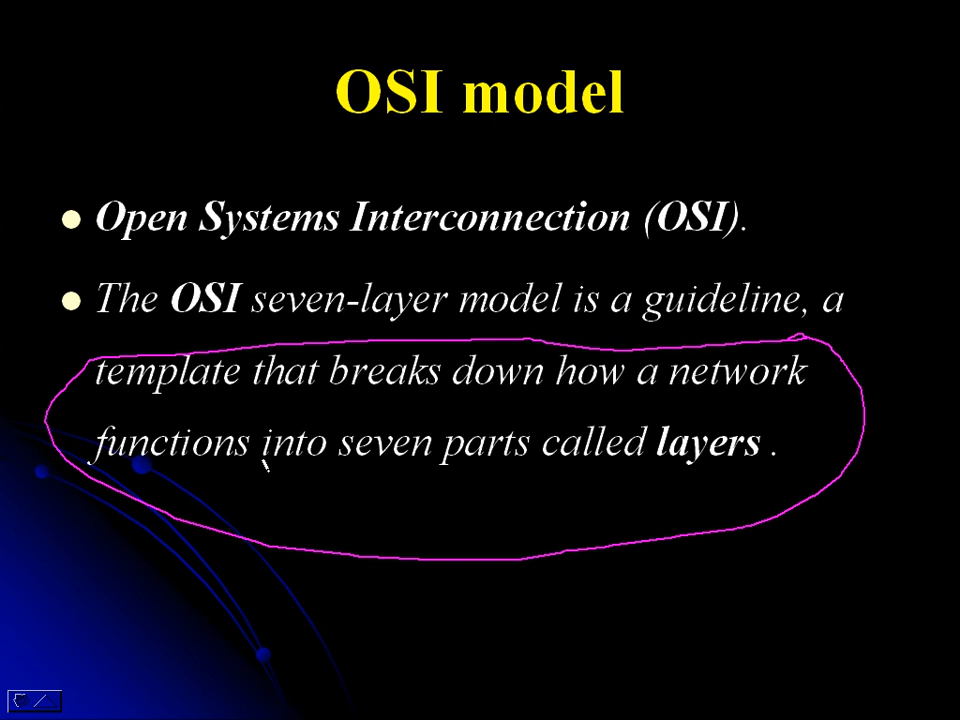 OSI model
Open Systems Interconnection (OSI).
The OSI seven-layer model is a guideline, a
template that breaks down how a network
functions into seven parts called layers .